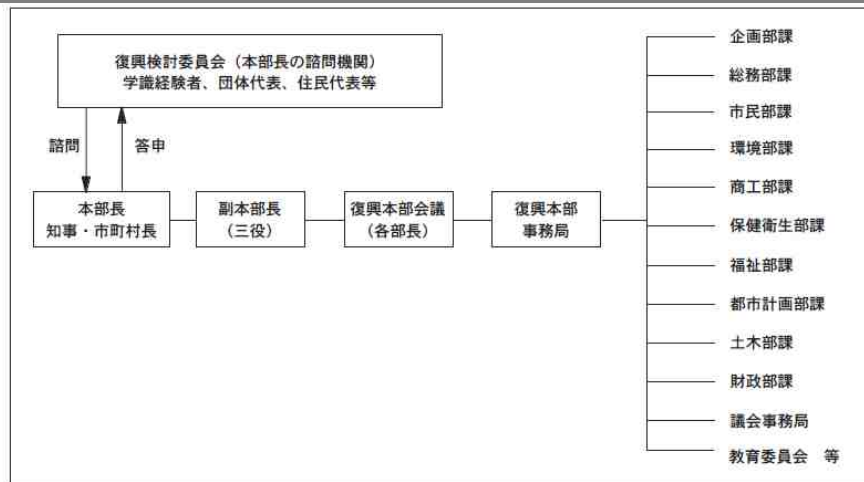 復興検討委員会（本部長の諮問機関）
学識経験者、団体代表、住民代表等
諮問
答申
本部長
知事・市町村長
副本部長
（三役）
復興本部会議
（各部長）
復興本部
事務局
企画部課
総務部課
市民部課
環境部課
商工部課
保健衛生部課
福祉部課
都市計画部課
土木部課
財政部課
議会事務局
教育委員会　等